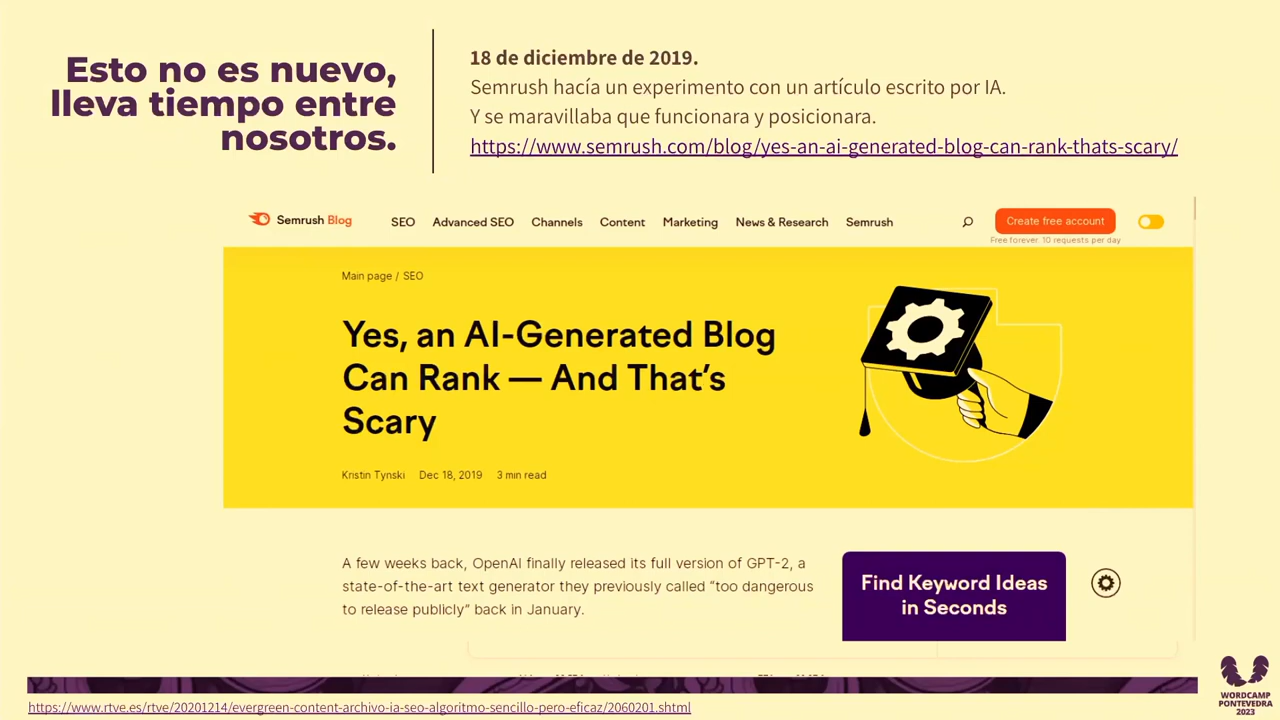 Esto no es nuevo,
lleva tiempo entre
nosotros.
18 de diciembre de 2019.
Semrush hacía un experimento con un artículo escrito por IA.
Y se maravillaba que funcionara y posicionara.
https://www.semrush.com/blog/yes-an-ai-generated-blog-can-rank-thats-scary/
Semrush Blog
SEO Advanced SEO Channels Content Marketing News & Research Semrush
Create free account
Free forever 10 requests per day
Main page / SEO
Yes, an AI-Generated Blog
Can Rank — And That's
Scary
Kristin Tynski Dec 18, 2019 3 min read
A few weeks back, OpenAI finally released its full version of GPT-2, a
state-of-the-art text generator they previously called “too dangerous
to release publicly” back in January.
Find Keyword Ideas
in Seconds
https://www.rtve.es/rtve/20201214/evergreen-content-archivo-ia-seo-algoritmo-sencillo-pero-eficaz/2060201.shtml
WORDCAMP
PONTEVEDRA
2023